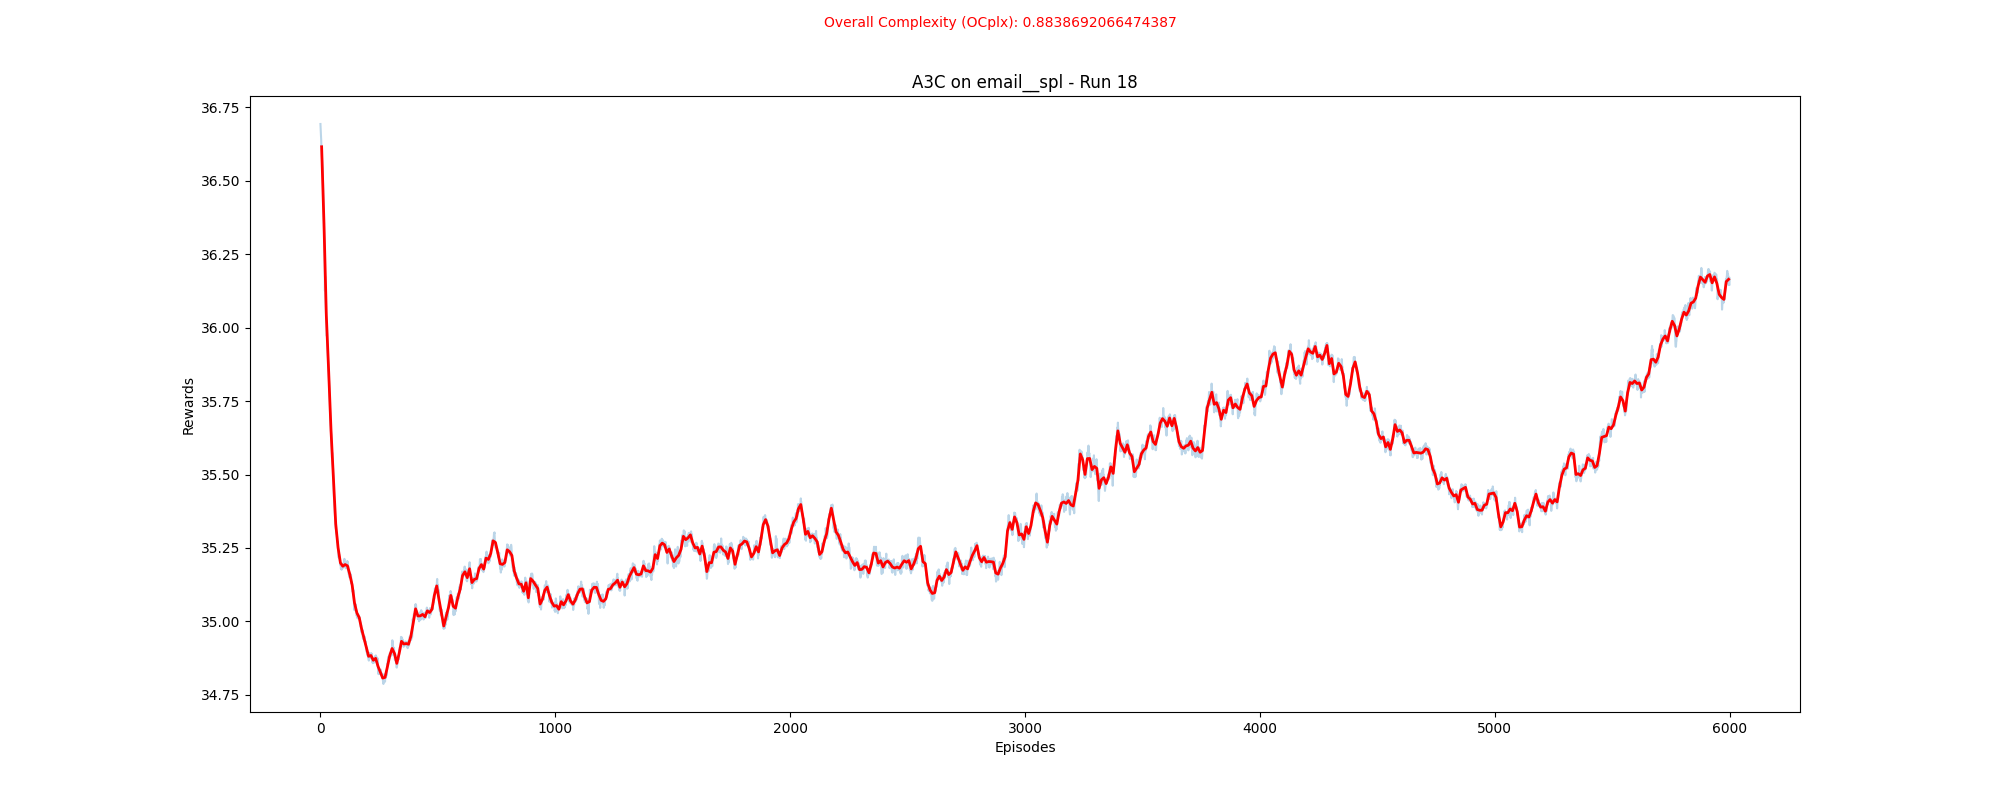 Overall Complexity (OCplx): 0.8838692066474387
A3C on email__spl - Run 18
36.75
36.50
36.25
36.00
35.75
35.50
35.25
35.00
34.75
Rewards
0 1000 2000 3000 4000 5000 6000
Episodes